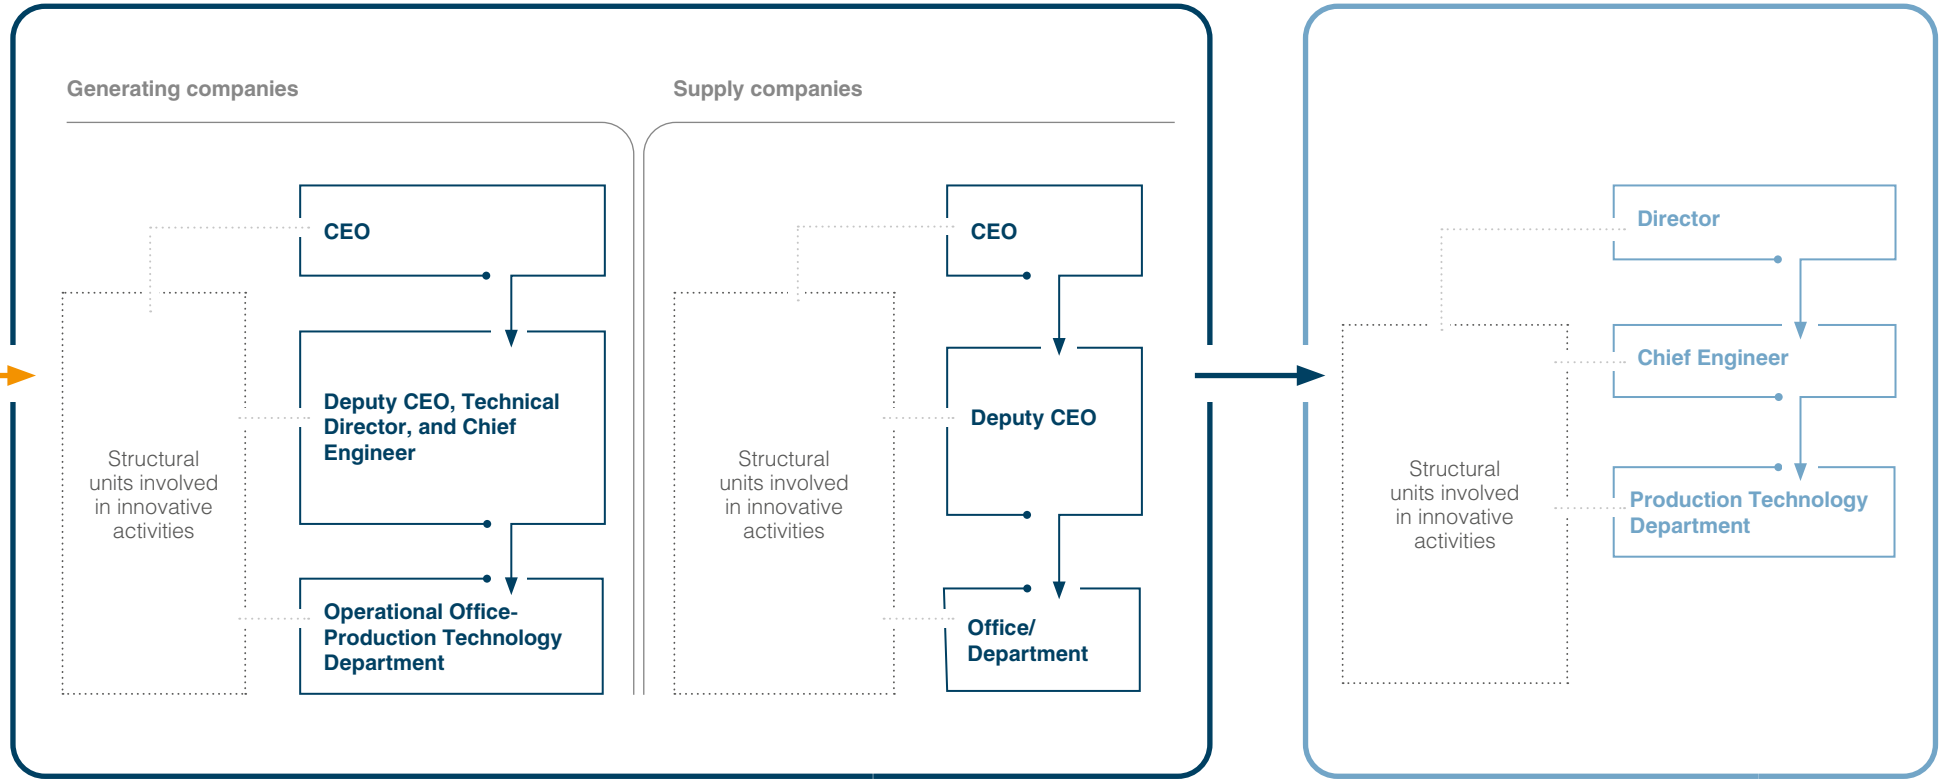 Generating companies
CEO
Deputy CEO, Technical
Director, and Chief
Engineer
Structural
units involved
in innovative
activities
Operational Office-
Production Technology
Department
Supply companies
CEO
Deputy CEO
Structural
units involved
in innovative
activities
Office/
Department
Director
Chief Engineer
Structural
units involved
in innovative
activities
Production Technology
Department